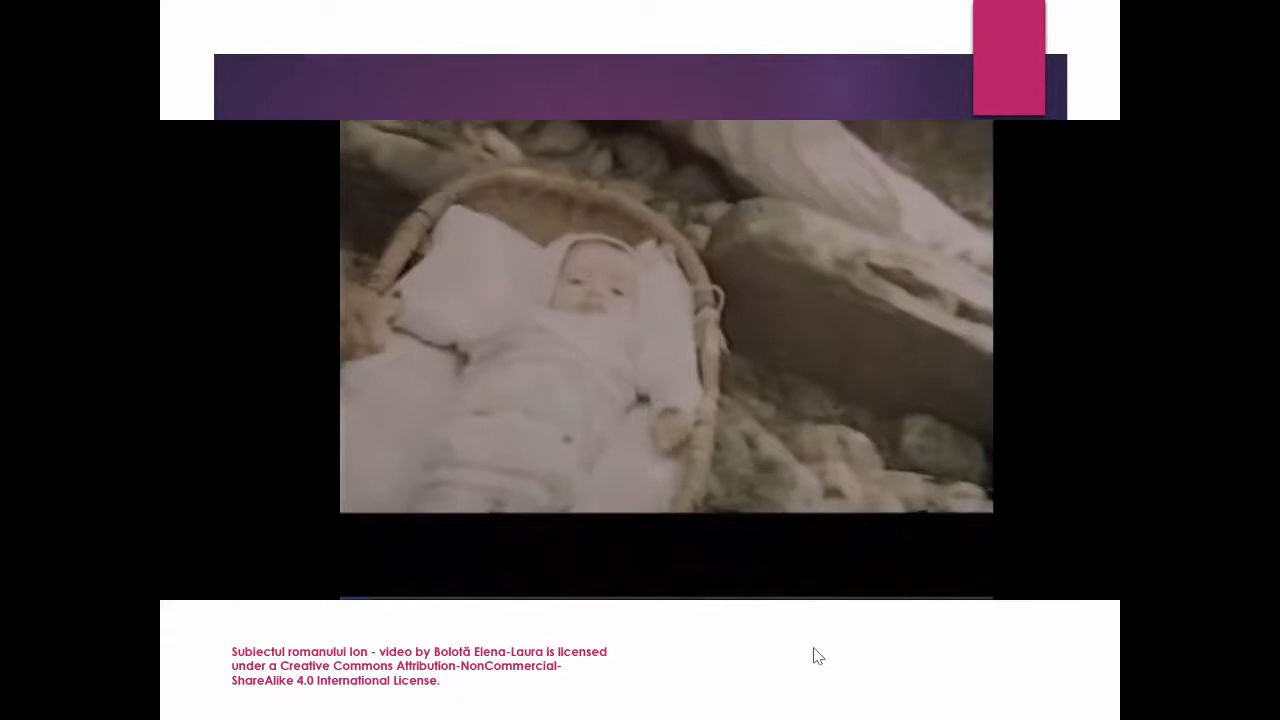 Subiectul romanului Ion - video by Bolotă Elena-Laura is licensed
under a Creative Commons Attribution-NonCommercial-
ShareAlike 4.0 International License.